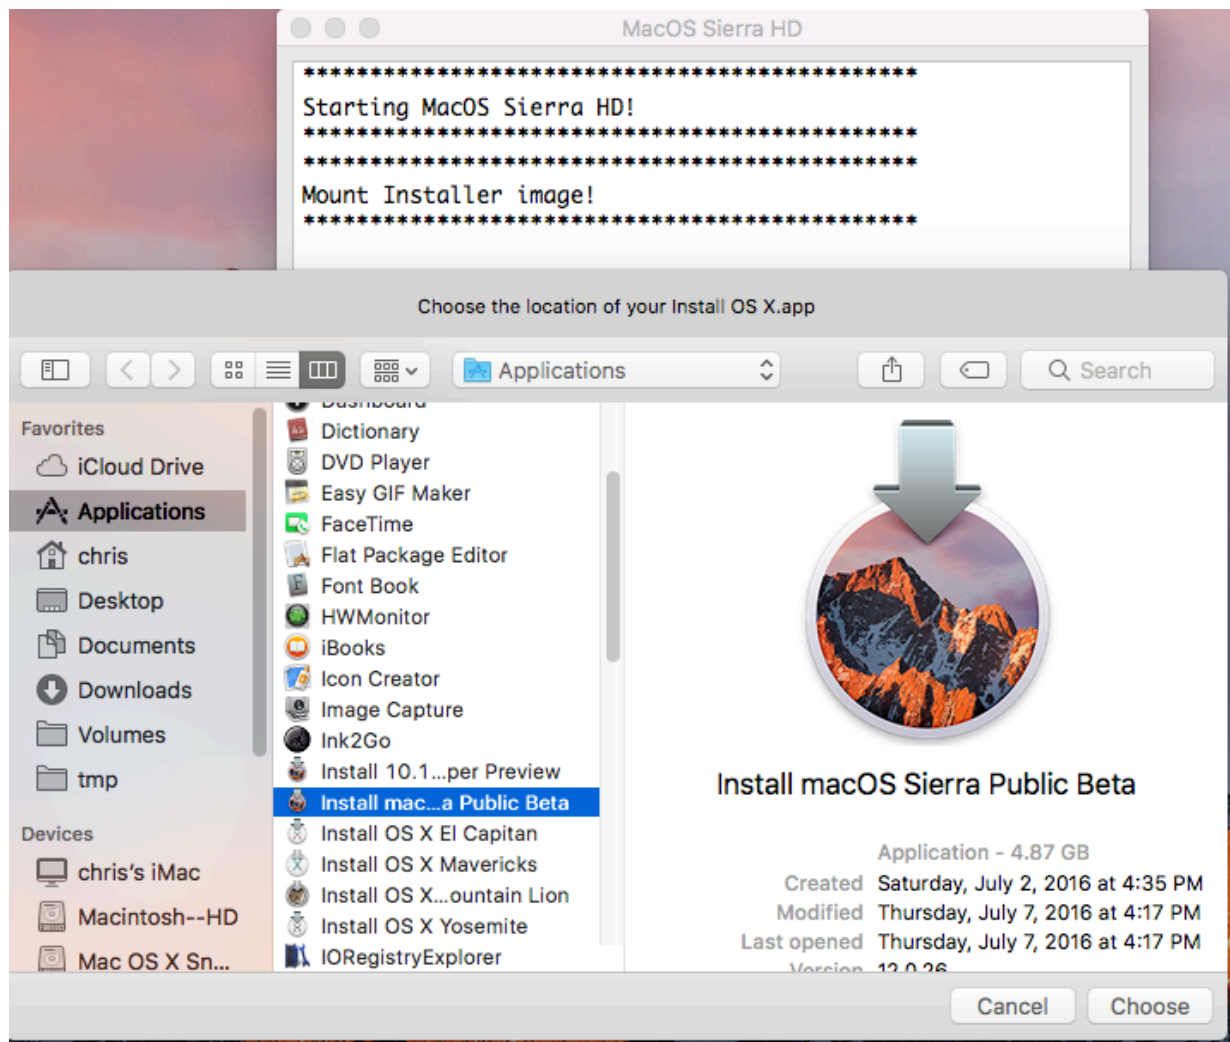 MacOS Sierra HD
***********************************************
Starting MacOS Sierra HD!
***********************************************
***********************************************
Mount Installer image!
***********************************************
Choose the location of your Install OS X.app
Applications
Search
Favorites
iCloud Drive
Applications
chris
Desktop
Documents
Downloads
Volumes
tmp
Devices
chris's iMac
Macintosh--HD
Mac OS X Sn...
Dashboard
Dictionary
DVD Player
Easy GIF Maker
FaceTime
Flat Package Editor
Font Book
HWMonitor
iBooks
Icon Creator
Image Capture
Ink2Go
Install 10.1...per Preview
Install mac...a Public Beta
Install OS X El Capitan
Install OS X Mavericks
Install OS X...ountain Lion
Install OS X Yosemite
IORegistryExplorer
Install macOS Sierra Public Beta
Application - 4.87 GB
Created Saturday, July 2, 2016 at 4:35 PM
Modified Thursday, July 7, 2016 at 4:17 PM
Last opened Thursday, July 7, 2016 at 4:17 PM
Version 12.0.26
Cancel
Choose